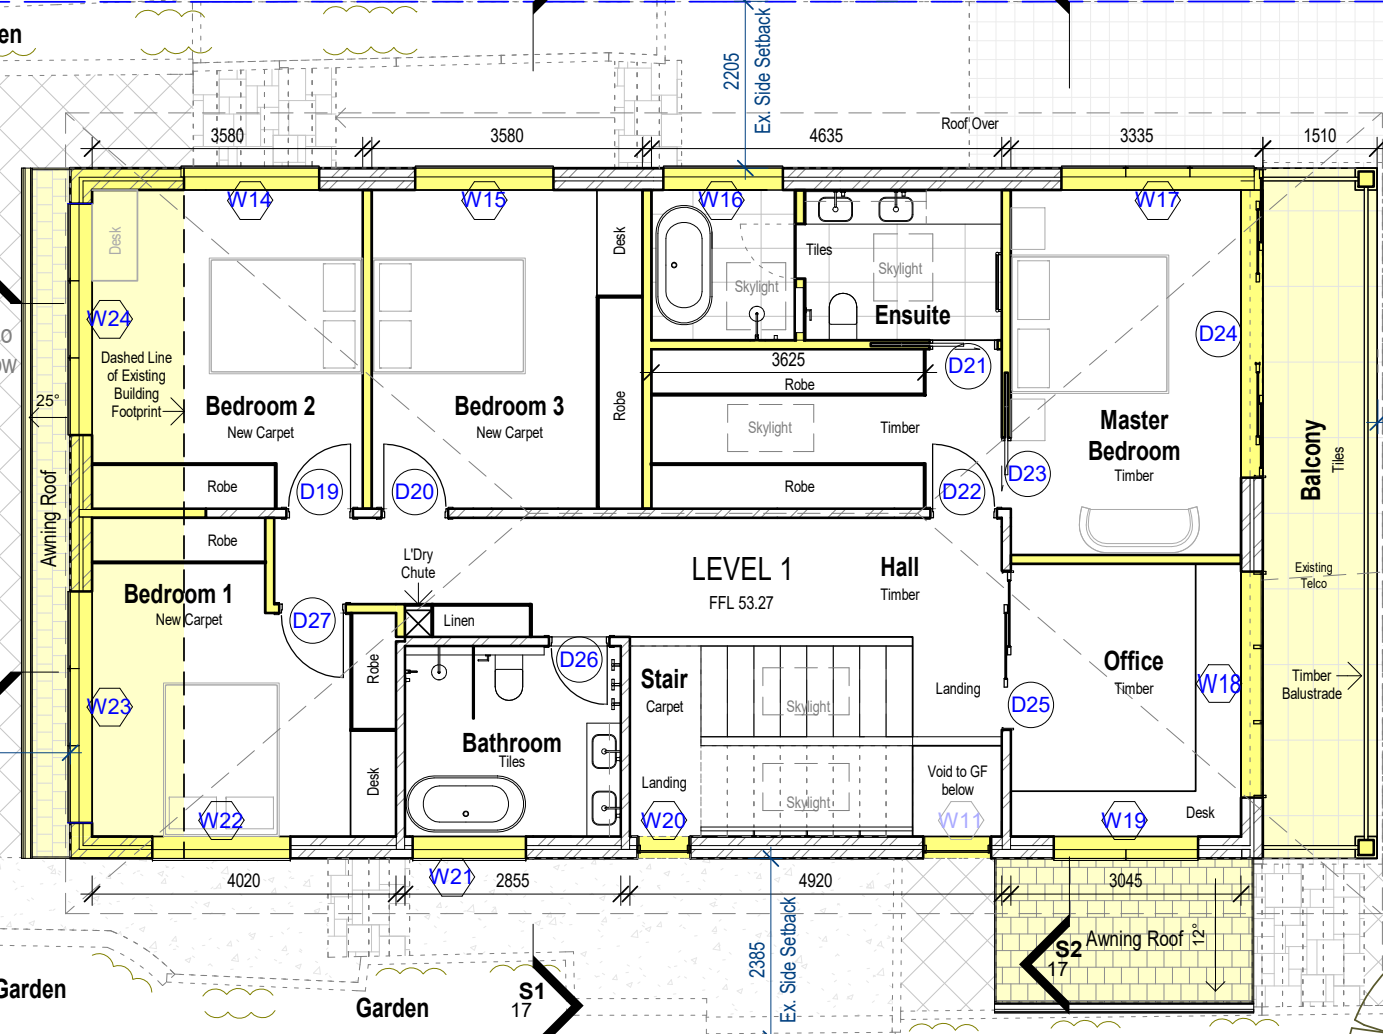 en
2205
Ex. Side Setback
Roof Over
3580
3580
4635
3335
1510
W14
W15
W16
W17
Desk
Desk
Tiles
Skylight
Skylight
Ensuite
W24
O
OW
D24
Dashed Line
of Existing
Building
Footprint
3625
D21
Robe
25°
Bedroom 2
New Carpet
Bedroom 3
New Carpet
Robe
Skylight
Timber
Master
Bedroom
Timber
Balcony
Tiles
Robe
D19
D20
Robe
D22
D23
Awning Roof
Robe
L'Dry
Chute
LEVEL 1
FFL 53.27
Hall
Timber
Existing
Telco
Bedroom 1
New Carpet
D27
Linen
D26
Robe
Stair
Carpet
Skylight
Landing
Office
Timber
W18
Timber
Balustrade
W23
D25
Bathroom
Tiles
Desk
Landing
Skylight
Void to GF
below
W22
W20
W11
W19
Desk
W21
4020
2855
4920
3045
2385
Ex. Side Setback
S2
17
Awning Roof
12°
Garden
Garden
S1
17